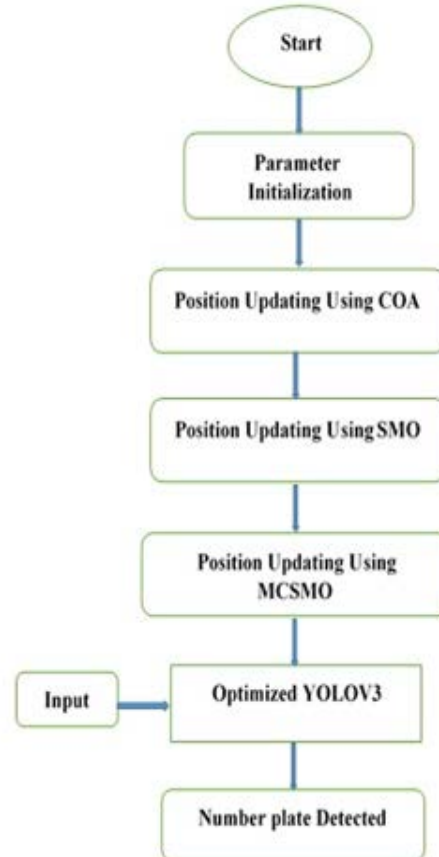 Start
Parameter
Initialization
Position Updating Using COA
Position Updating Using SMO
Position Updating Using
MCSMO
Input
Optimized YOLOV3
Number plate Detected